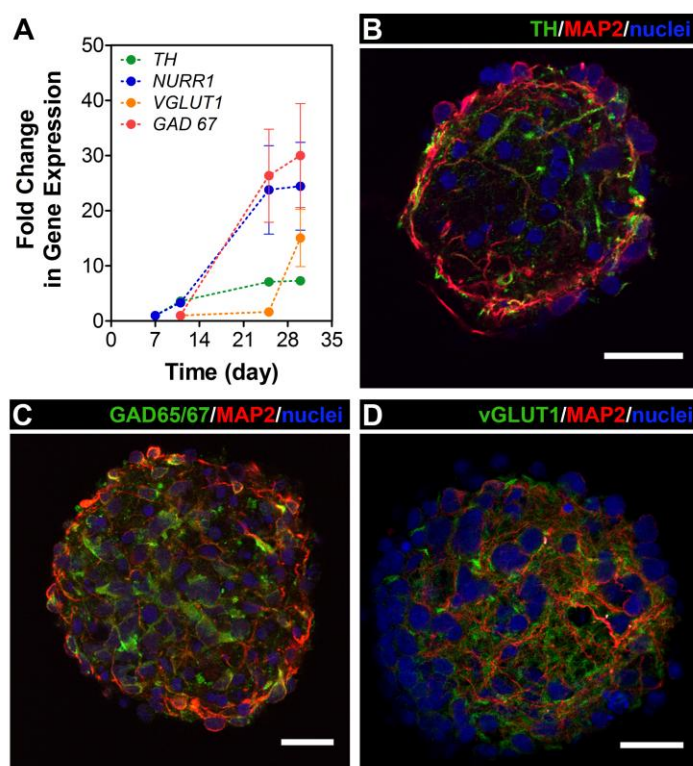 A
Fold Change
in Gene Expression
50
40
30
20
10
0
TH
NURR1
VGLUT1
GAD 67
0 7 14 21 28 35
Time (day)
B
TH/MAP2/nuclei
C
GAD65/67/MAP2/nuclei
D
vGLUT1/MAP2/nuclei